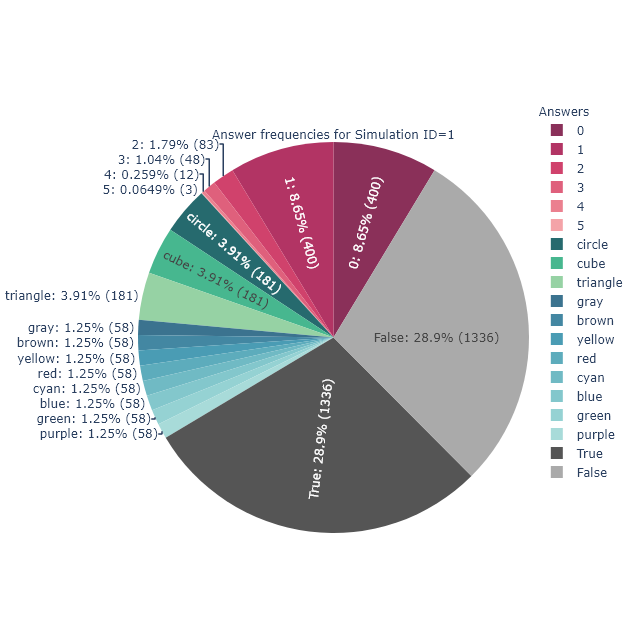 Answer frequencies for Simulation ID=1
2: 1.79% (83)
3: 1.04% (48)
4: 0.259% (12)
5: 0.0649% (3)
1: 8.65% (400)
0: 8.65% (400)
circle: 3.91% (181)
cube: 3.91% (181)
triangle: 3.91% (181)
gray: 1.25% (58)
brown: 1.25% (58)
yellow: 1.25% (58)
red: 1.25% (58)
cyan: 1.25% (58)
blue: 1.25% (58)
green: 1.25% (58)
purple: 1.25% (58)
False: 28.9% (1336)
True: 28.9% (1336)
Answers
0
1
2
3
4
5
circle
cube
triangle
gray
brown
yellow
red
cyan
blue
green
purple
True
False